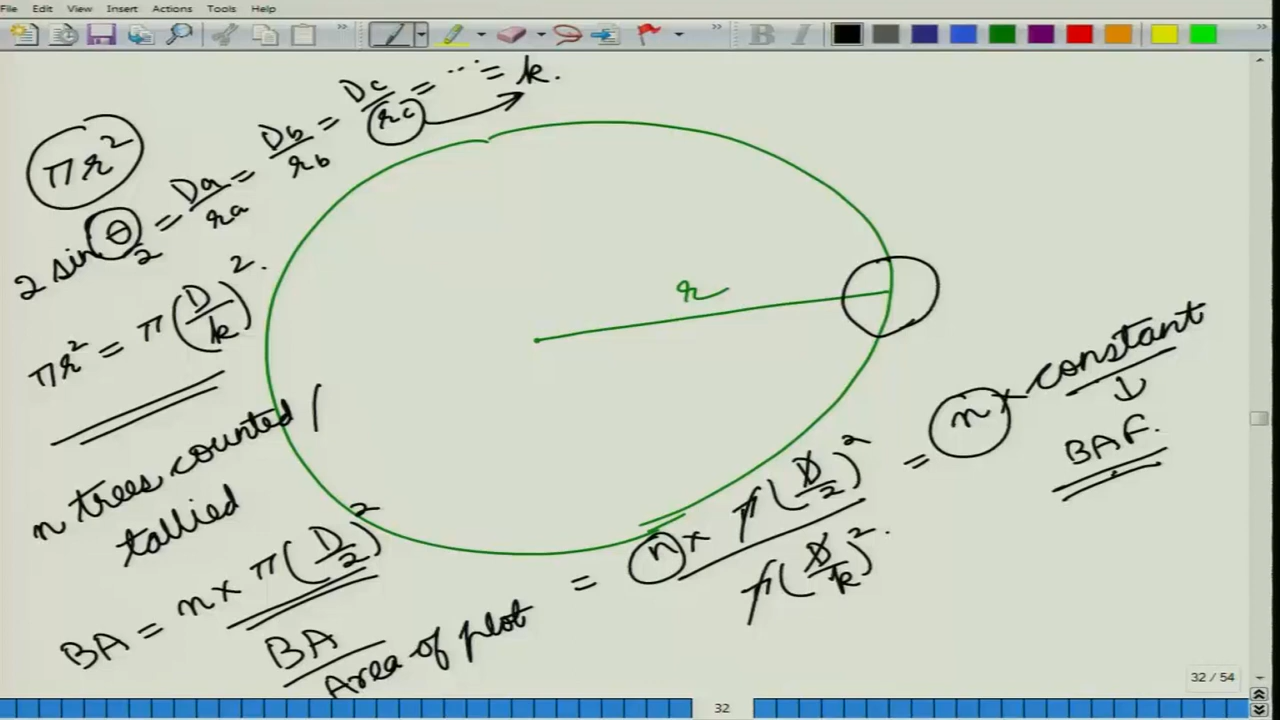 File Edit View Insert Actions Tools Help
πr²
2 sin θ/2 = Da/ra = Db/rb = Dc/rc = ... = k.
πr² = π(D/k)².
r
n trees counted /
tallied
BA = n × π(D/2)²
BA/Area of plot = n × π(D/2)² / π(D/k)². = n × constant
↓
BAF.
32 / 54
32